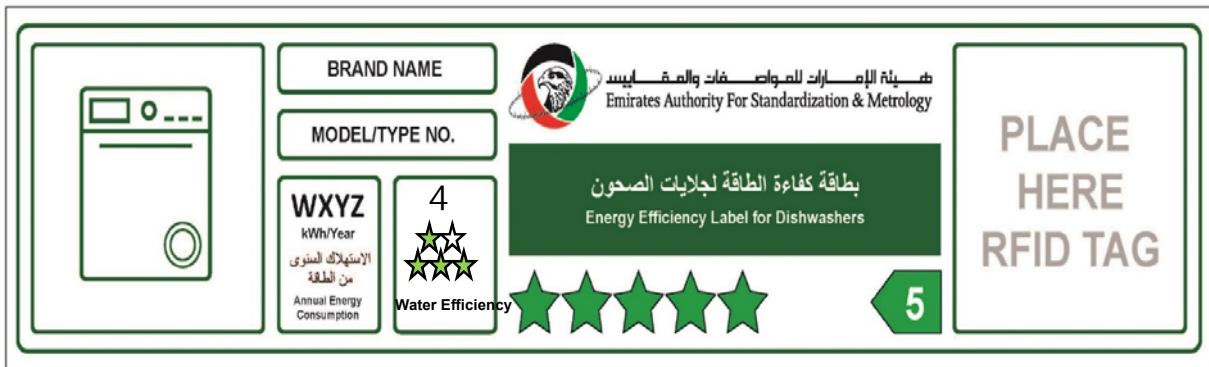 BRAND NAME
MODEL/TYPE NO.
WXYZ
kWh/Year
الاستهلاك السنوى
من الطاقة
Annual Energy
Consumption
4
Water Efficiency
هيئة الإمارات للمواصفات والمقاييس
Emirates Authority For Standardization & Metrology
بطاقة كفاءة الطاقة لجلايات الصحون
Energy Efficiency Label for Dishwashers
5
PLACE
HERE
RFID TAG